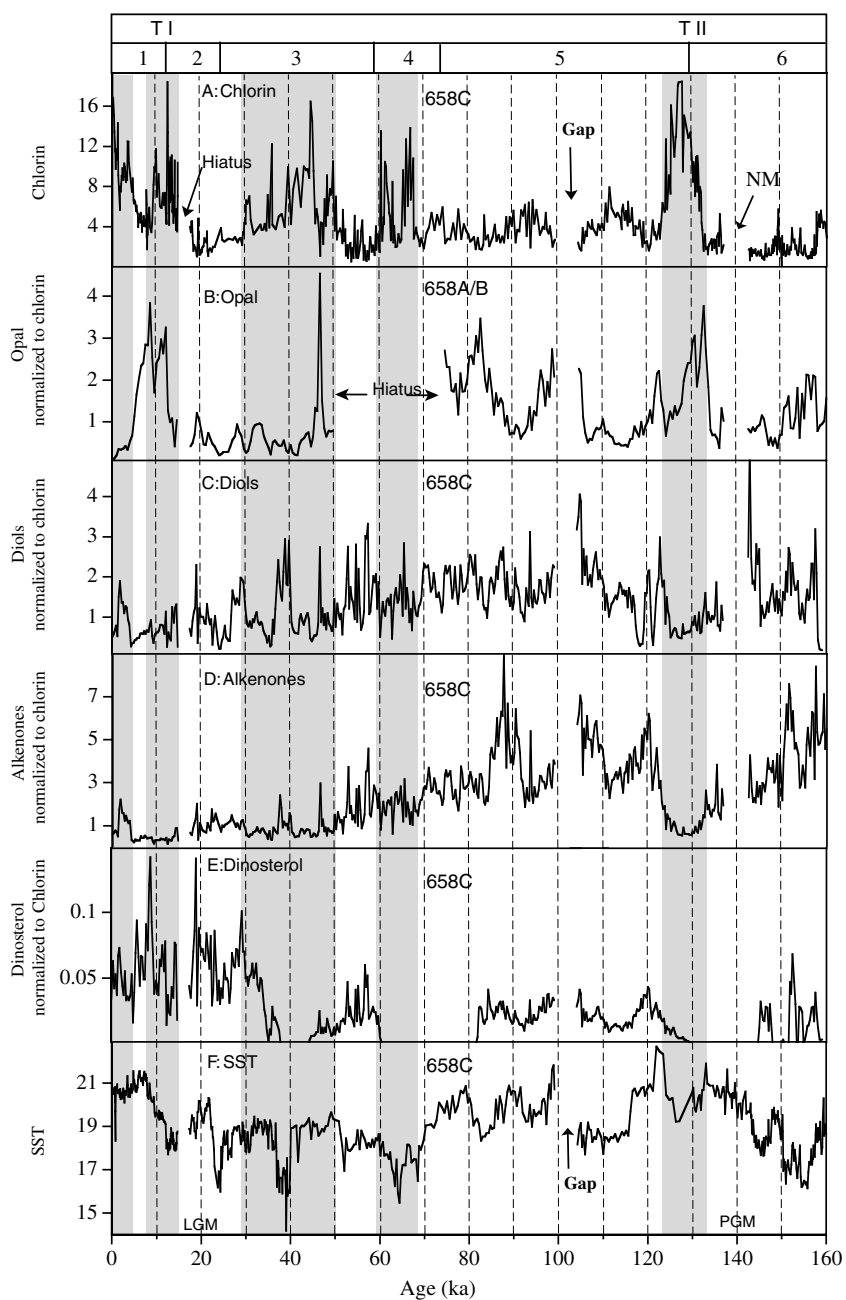 T I T II
1 2 3 4 5 6
A:Chlorin
658C
Chlorin
16
12
8
4
Hiatus
Gap
NM
B:Opal
658A/B
Opal
normalized to chlorin
4
3
2
1
Hiatus
C:Diols
658C
Diols
normalized to chlorin
4
3
2
1
D:Alkenones
658C
Alkenones
normalized to chlorin
7
5
3
1
E:Dinosterol
658C
Dinosterol
normalized to Chlorin
0.1
0.05
F:SST
658C
SST
21
19
17
15
Gap
LGM
PGM
0 20 40 60 80 100 120 140 160
Age (ka)